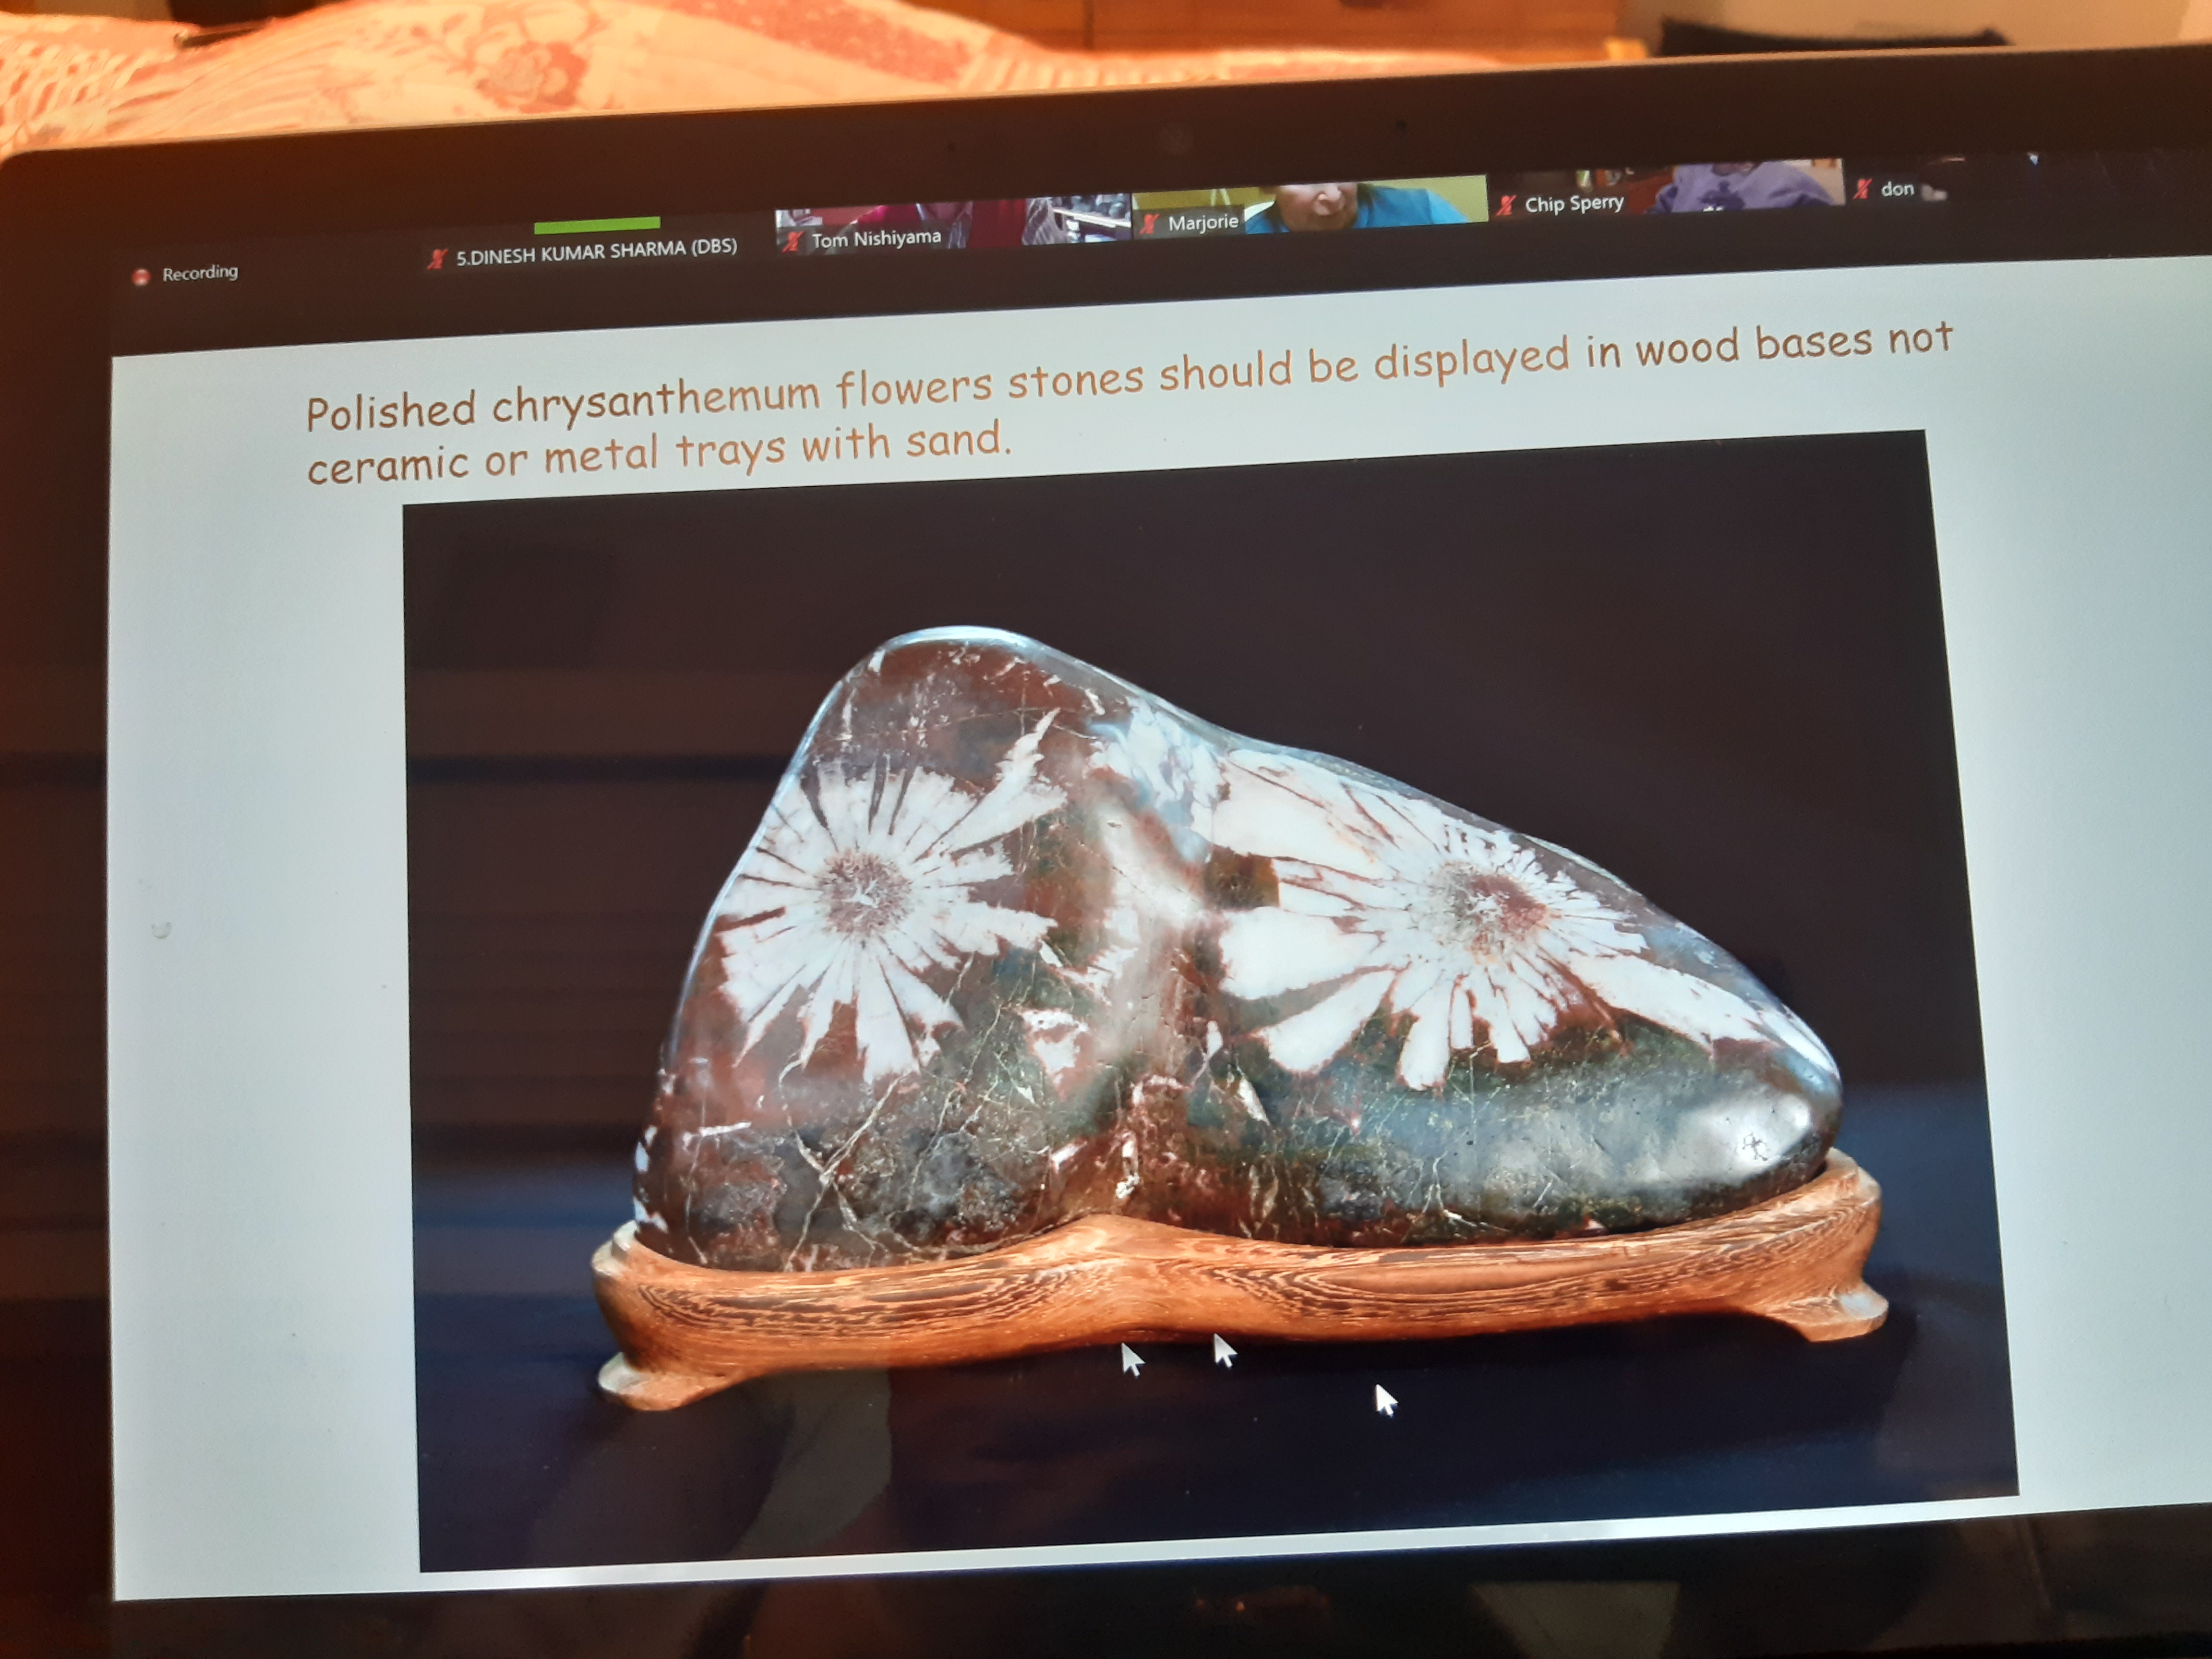 Recording
5.DINESH KUMAR SHARMA (DBS)
Tom Nishiyama
Marjorie
Chip Sperry
don
Polished chrysanthemum flowers stones should be displayed in wood bases not
ceramic or metal trays with sand.